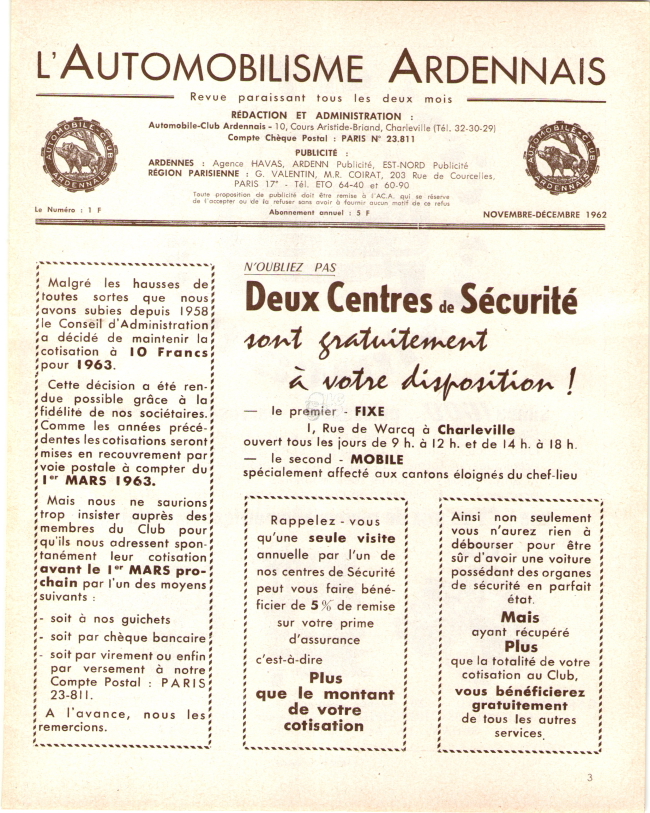 L'AUTOMOBILISME ARDENNAIS
Revue paraissant tous les deux mois
RÉDACTION ET ADMINISTRATION :
Automobile-Club Ardennais - 10, Cours Aristide-Briand, Charleville (Tél. 32-30-29)
Compte Chèque Postal : PARIS N° 23.811
PUBLICITÉ :
ARDENNES : Agence HAVAS, ARDENN Publicité, EST-NORD Publicité
RÉGION PARISIENNE : G. VALENTIN, M.R. COIRAT, 203 Rue de Courcelles,
PARIS 17e - Tél. ETO 64-40 et 60-90
Toute proposition de publicité doit être remise à l'A.C.A. qui se réserve
de l'accepter ou de la refuser sans avoir à fournir aucun motif de ce refus
AUTOMOBILE-CLUB
ARDENNAIS
AUTOMOBILE-CLUB
ARDENNAIS
Le Numéro : 1 F
Abonnement annuel : 5 F
NOVEMBRE-DÉCEMBRE 1962
Malgré les hausses de
toutes sortes que nous
avons subies depuis 1958
le Conseil d'Administration
a décidé de maintenir la
cotisation à 10 Francs
pour 1963.
Cette décision a été ren-
due possible grâce à la
fidélité de nos sociétaires.
Comme les années précé-
dentes les cotisations seront
mises en recouvrement par
voie postale à compter du
1er MARS 1963.
Mais nous ne saurions
trop insister auprès des
membres du Club pour
qu'ils nous adressent spon-
tanément leur cotisation
avant le 1er MARS pro-
chain par l'un des moyens
suivants :
- soit à nos guichets
- soit par chèque bancaire
- soit par virement ou enfin
par versement à notre
Compte Postal : PARIS
23-811.
A l'avance, nous les
remercions.
N'OUBLIEZ PAS
Deux Centres de Sécurité
sont gratuitement
à votre disposition !
— le premier - FIXE
1, Rue de Warcq à Charleville
ouvert tous les jours de 9 h. à 12 h. et de 14 h. à 18 h.
— le second - MOBILE
spécialement affecté aux cantons éloignés du chef-lieu
Rappelez-vous
qu'une seule visite
annuelle par l'un de
nos centres de Sécurité
peut vous faire béné-
ficier de 5% de remise
sur votre prime
d'assurance
c'est-à-dire
Plus
que le montant
de votre
cotisation
Ainsi non seulement
vous n'aurez rien à
débourser pour être
sûr d'avoir une voiture
possédant des organes
de sécurité en parfait
état.
Mais
ayant récupéré
Plus
que la totalité de votre
cotisation au Club,
vous bénéficierez
gratuitement
de tous les autres
services.
3